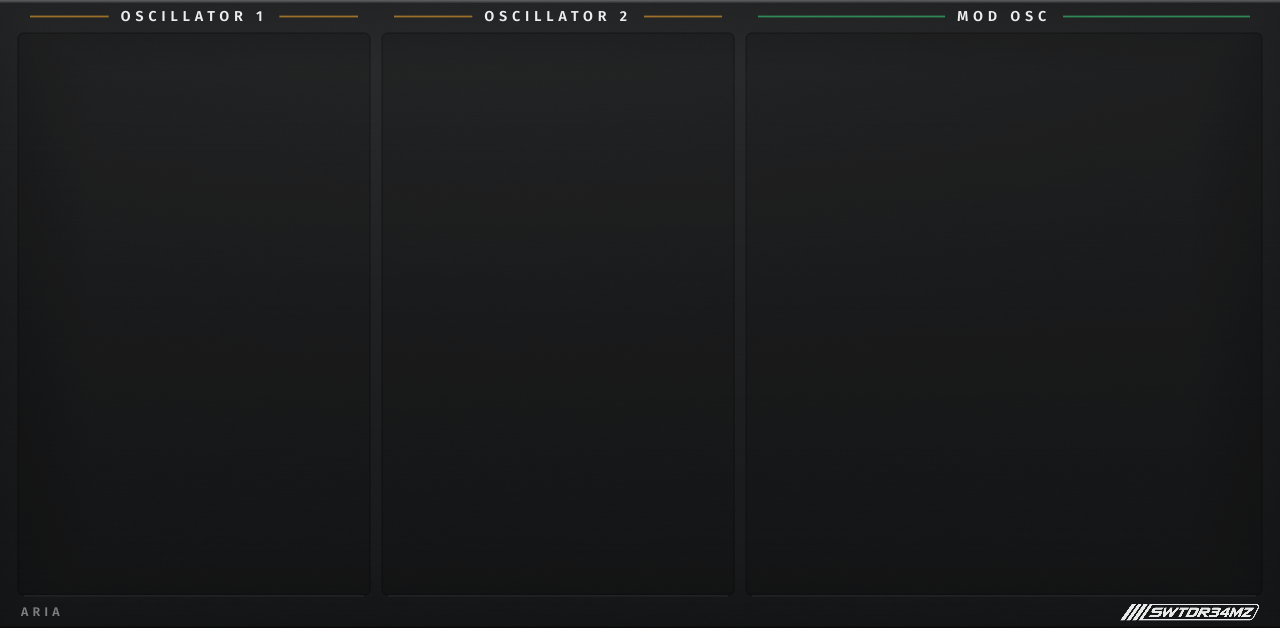 OSCILLATOR 1
OSCILLATOR 2
MOD OSC
ARIA
SWTDR34MZ